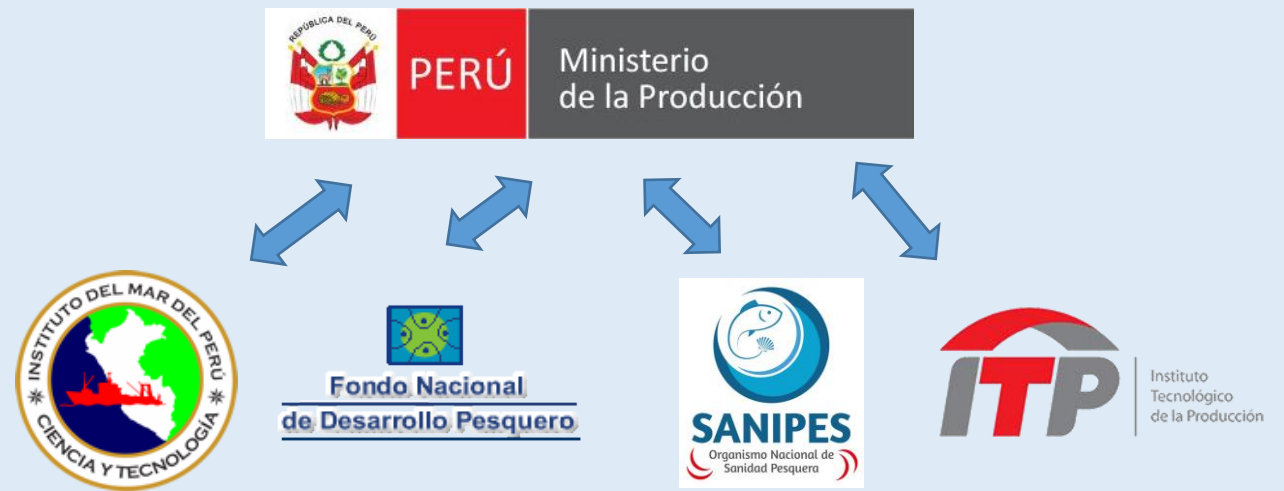 REPÚBLICA DEL PERÚ
PERÚ
Ministerio
de la Producción
INSTITUTO DEL MAR DEL PERÚ
* CIENCIA Y TECNOLOGÍA *
Fondo Nacional
de Desarrollo Pesquero
SANIPES
Organismo Nacional de
Sanidad Pesquera
ITP
Instituto
Tecnológico
de la Producción